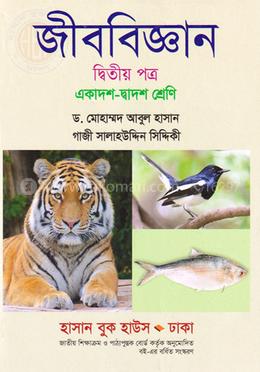 জীববিজ্ঞান
দ্বিতীয় পত্র
একাদশ-দ্বাদশ শ্রেণি
ড. মোহাম্মদ আবুল হাসান
গাজী সালাহউদ্দিন সিদ্দিকী
হাসান বুক হাউস ঢাকা
জাতীয় শিক্ষাক্রম ও পাঠ্যপুস্তক বোর্ড কর্তৃক অনুমোদিত
বই-এর বর্ধিত সংস্করণ